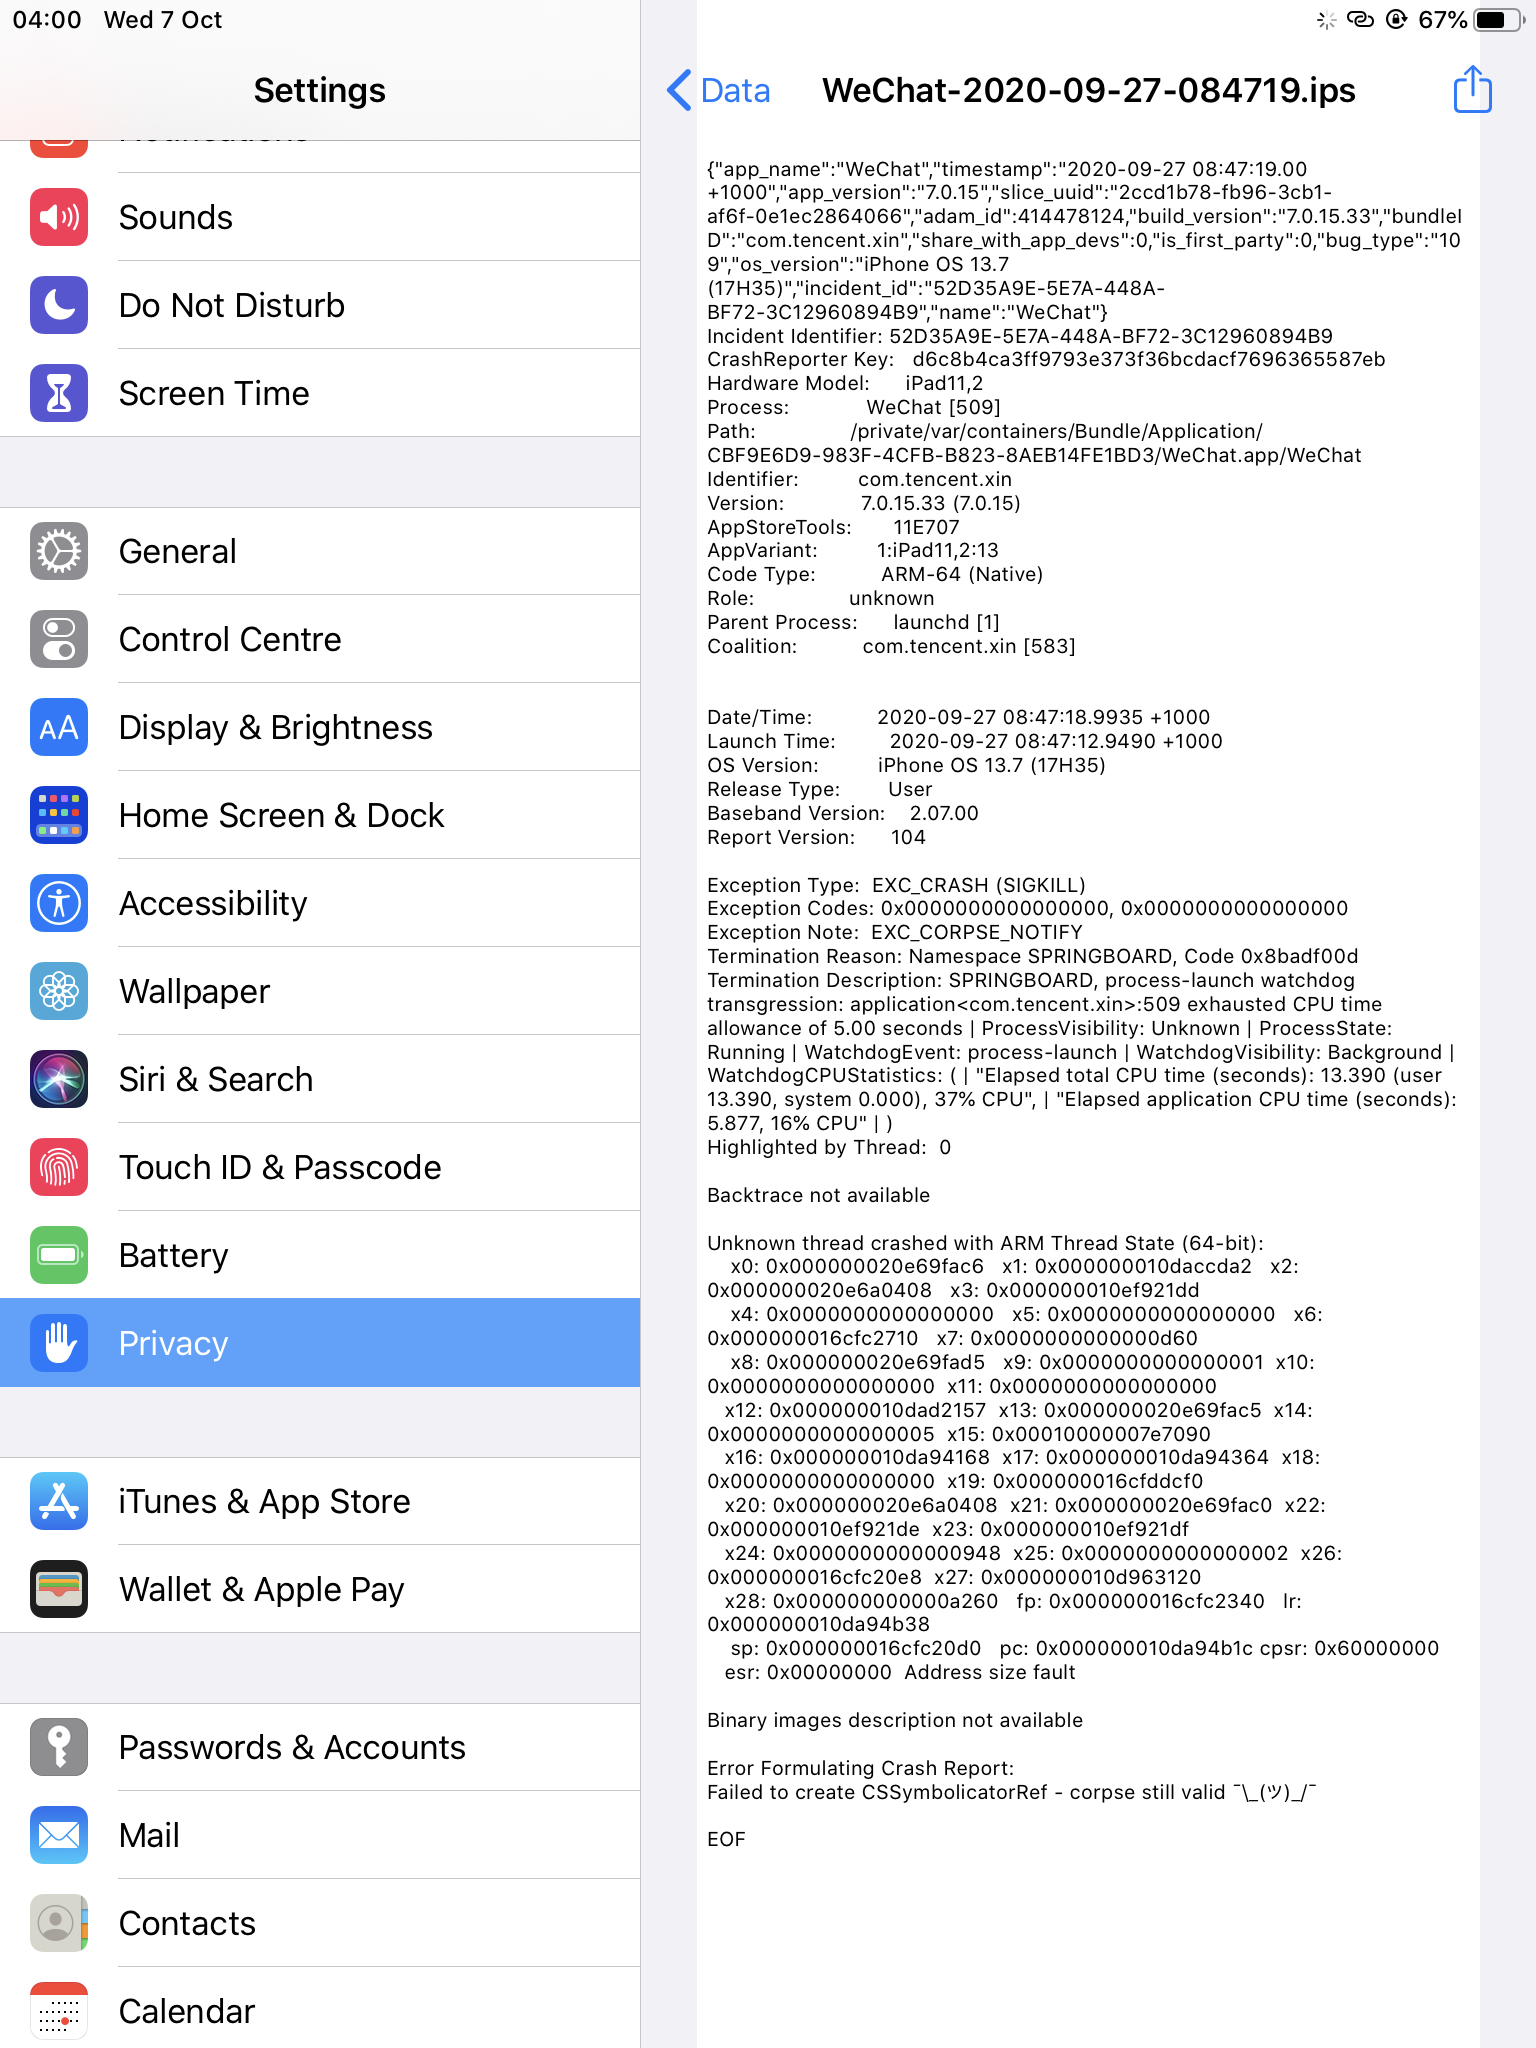 04:00 Wed 7 Oct
67%
Settings
Notifications
Sounds
Do Not Disturb
Screen Time
General
Control Centre
AA
Display & Brightness
Home Screen & Dock
Accessibility
Wallpaper
Siri & Search
Touch ID & Passcode
Battery
Privacy
iTunes & App Store
Wallet & Apple Pay
Passwords & Accounts
Mail
Contacts
Calendar
Data
WeChat-2020-09-27-084719.ips
{"app_name":"WeChat","timestamp":"2020-09-27 08:47:19.00
+1000","app_version":"7.0.15","slice_uuid":"2ccd1b78-fb96-3cb1-
af6f-0e1ec2864066","adam_id":414478124,"build_version":"7.0.15.33","bundleI
D":"com.tencent.xin","share_with_app_devs":0,"is_first_party":0,"bug_type":"10
9","os_version":"iPhone OS 13.7
(17H35)","incident_id":"52D35A9E-5E7A-448A-
BF72-3C12960894B9","name":"WeChat"}
Incident Identifier: 52D35A9E-5E7A-448A-BF72-3C12960894B9
CrashReporter Key: d6c8b4ca3ff9793e373f36bcdacf7696365587eb
Hardware Model: iPad11,2
Process: WeChat [509]
Path: /private/var/containers/Bundle/Application/
CBF9E6D9-983F-4CFB-B823-8AEB14FE1BD3/WeChat.app/WeChat
Identifier: com.tencent.xin
Version: 7.0.15.33 (7.0.15)
AppStoreTools: 11E707
AppVariant: 1:iPad11,2:13
Code Type: ARM-64 (Native)
Role: unknown
Parent Process: launchd [1]
Coalition: com.tencent.xin [583]
Date/Time: 2020-09-27 08:47:18.9935 +1000
Launch Time: 2020-09-27 08:47:12.9490 +1000
OS Version: iPhone OS 13.7 (17H35)
Release Type: User
Baseband Version: 2.07.00
Report Version: 104
Exception Type: EXC_CRASH (SIGKILL)
Exception Codes: 0x0000000000000000, 0x0000000000000000
Exception Note: EXC_CORPSE_NOTIFY
Termination Reason: Namespace SPRINGBOARD, Code 0x8badf00d
Termination Description: SPRINGBOARD, process-launch watchdog
transgression: application<com.tencent.xin>:509 exhausted CPU time
allowance of 5.00 seconds | ProcessVisibility: Unknown | ProcessState:
Running | WatchdogEvent: process-launch | WatchdogVisibility: Background |
WatchdogCPUStatistics: ( | "Elapsed total CPU time (seconds): 13.390 (user
13.390, system 0.000), 37% CPU", | "Elapsed application CPU time (seconds):
5.877, 16% CPU" | )
Highlighted by Thread: 0
Backtrace not available
Unknown thread crashed with ARM Thread State (64-bit):
x0: 0x000000020e69fac6 x1: 0x000000010daccda2 x2:
0x000000020e6a0408 x3: 0x000000010ef921dd
x4: 0x0000000000000000 x5: 0x0000000000000000 x6:
0x000000016cfc2710 x7: 0x0000000000000d60
x8: 0x000000020e69fad5 x9: 0x0000000000000001 x10:
0x0000000000000000 x11: 0x0000000000000000
x12: 0x000000010dad2157 x13: 0x000000020e69fac5 x14:
0x0000000000000005 x15: 0x00010000007e7090
x16: 0x000000010da94168 x17: 0x000000010da94364 x18:
0x0000000000000000 x19: 0x000000016cfddcf0
x20: 0x000000020e6a0408 x21: 0x000000020e69fac0 x22:
0x000000010ef921de x23: 0x000000010ef921df
x24: 0x0000000000000948 x25: 0x0000000000000002 x26:
0x000000016cfc20e8 x27: 0x000000010d963120
x28: 0x000000000000a260 fp: 0x000000016cfc2340 lr:
0x000000010da94b38
sp: 0x000000016cfc20d0 pc: 0x000000010da94b1c cpsr: 0x60000000
esr: 0x00000000 Address size fault
Binary images description not available
Error Formulating Crash Report:
Failed to create CSSymbolicatorRef - corpse still valid ¯\_(ツ)_/¯
EOF